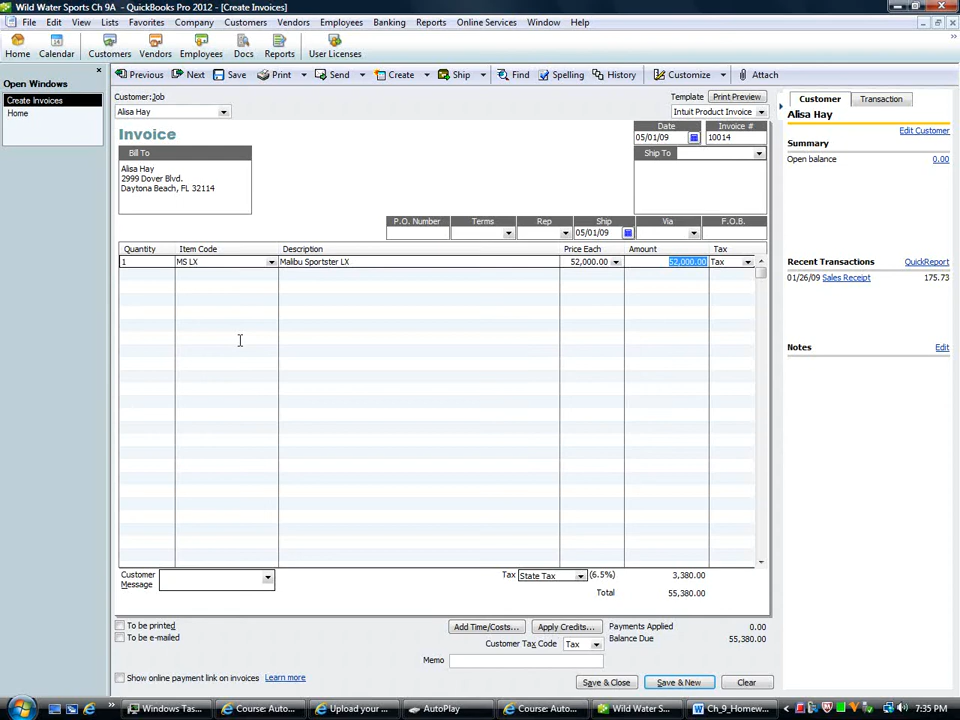 Wild Water Sports Ch 9A - QuickBooks Pro 2012 - [Create Invoices]
File Edit View Lists Favorites Company Customers Vendors Employees Banking Reports Online Services Window Help
Home Calendar Customers Vendors Employees Docs Reports User Licenses
Open Windows
Create Invoices
Home
Previous Next Save Print Send Create Ship Find Spelling History Customize Attach
Customer:Job
Alisa Hay
Template Print Preview
Intuit Product Invoice
Invoice
Date Invoice #
05/01/09 10014
Bill To
Alisa Hay
2999 Dover Blvd.
Daytona Beach, FL 32114
Ship To
P.O. Number Terms Rep Ship Via F.O.B.
05/01/09
Quantity Item Code Description Price Each Amount Tax
1 MS LX Malibu Sportster LX 52,000.00 52,000.00 Tax
Customer Message
Tax State Tax (6.5%) 3,380.00
Total 55,380.00
To be printed
To be e-mailed
Add Time/Costs... Apply Credits... Payments Applied 0.00
Customer Tax Code Tax Balance Due 55,380.00
Memo
Show online payment link on invoices Learn more
Save & Close Save & New Clear
Customer Transaction
Alisa Hay
Edit Customer
Summary
Open balance 0.00
Recent Transactions QuickReport
01/26/09 Sales Receipt 175.73
Notes Edit
Windows Tas... Course: Auto... Upload your ... AutoPlay Course: Auto... Wild Water S... Ch_9_Homew... 7:35 PM